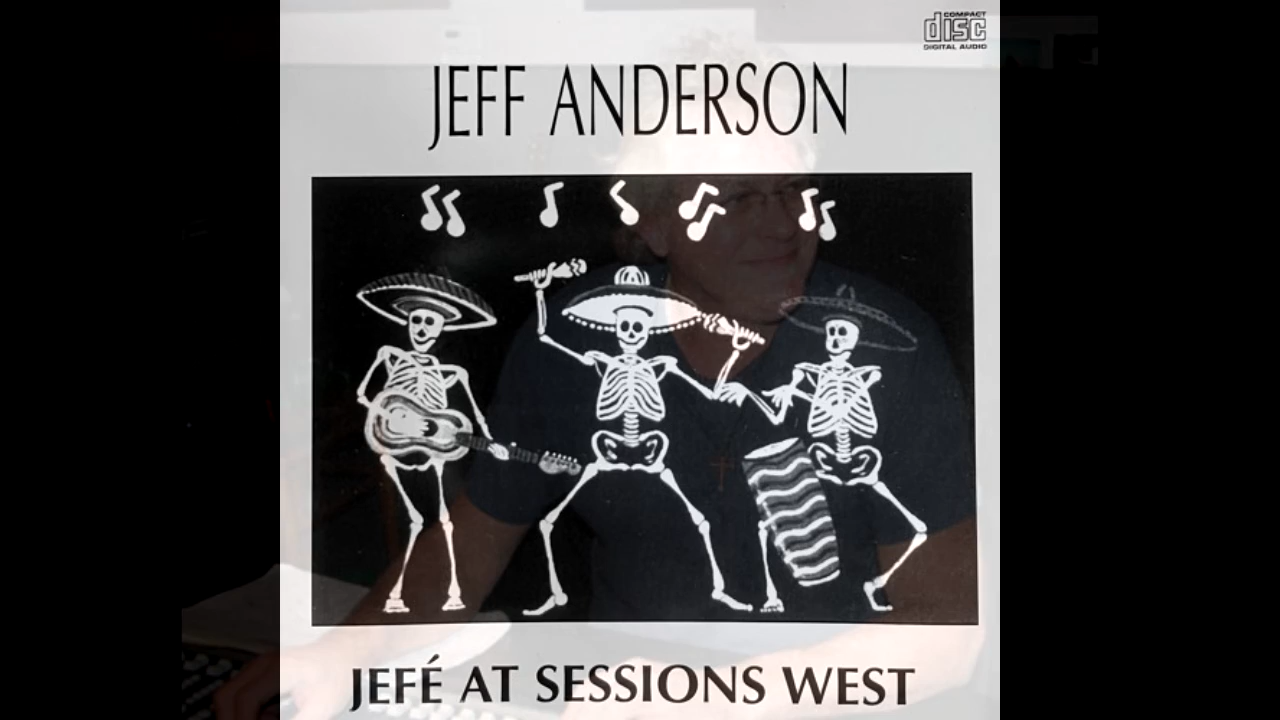 COMPACT
disc
DIGITAL AUDIO
JEFF ANDERSON
JEFÉ AT SESSIONS WEST